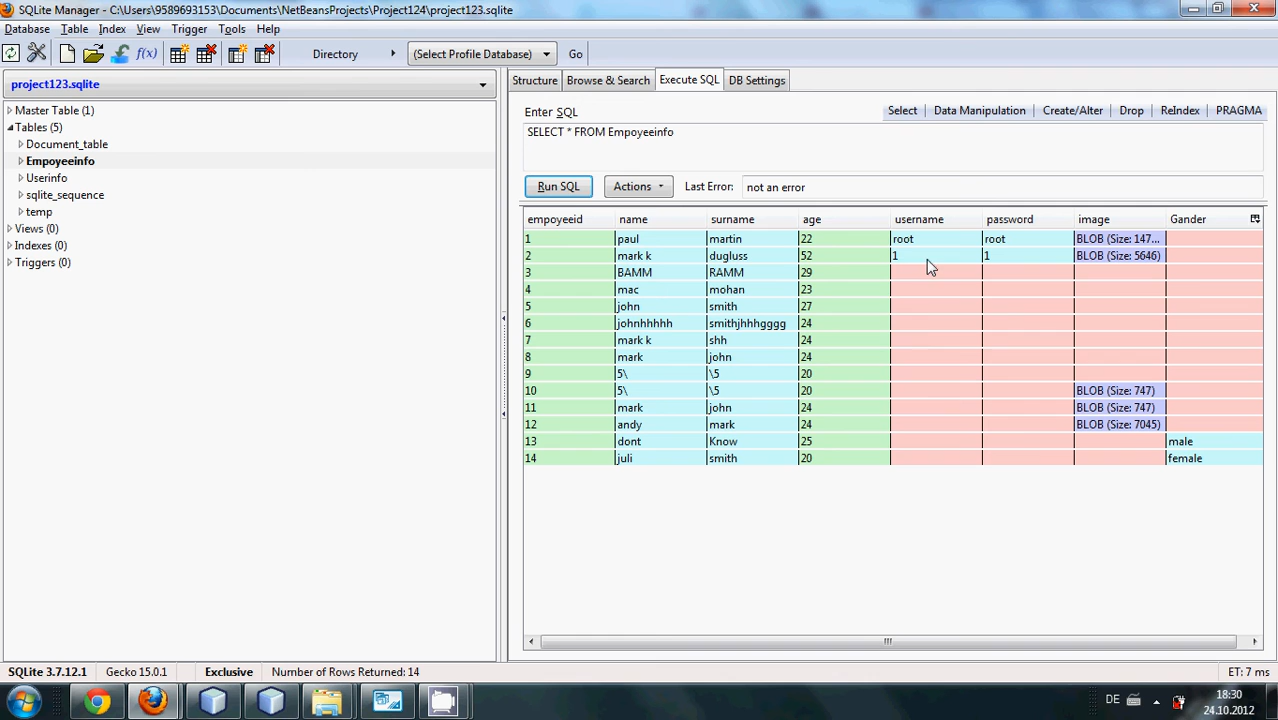 SQLite Manager - C:\Users\9589693153\Documents\NetBeansProjects\Project124\project123.sqlite
Database Table Index View Trigger Tools Help
f(x) Directory (Select Profile Database) Go
project123.sqlite
Master Table (1)
Tables (5)
Document_table
Empoyeeinfo
Userinfo
sqlite_sequence
temp
Views (0)
Indexes (0)
Triggers (0)
Structure Browse & Search Execute SQL DB Settings
Enter SQL Select Data Manipulation Create/Alter Drop ReIndex PRAGMA
SELECT * FROM Empoyeeinfo
Run SQL Actions Last Error: not an error
empoyeeid name surname age username password image Gander
1 paul martin 22 root root BLOB (Size: 147...
2 mark k dugluss 52 1 1 BLOB (Size: 5646)
3 BAMM RAMM 29
4 mac mohan 23
5 john smith 27
6 johnhhhhh smithjhhhgggg 24
7 mark k shh 24
8 mark john 24
9 5\ \5 20
10 5\ \5 20 BLOB (Size: 747)
11 mark john 24 BLOB (Size: 747)
12 andy mark 24 BLOB (Size: 7045)
13 dont Know 25 male
14 juli smith 20 female
SQLite 3.7.12.1 Gecko 15.0.1 Exclusive Number of Rows Returned: 14 ET: 7 ms
DE 18:30
24.10.2012